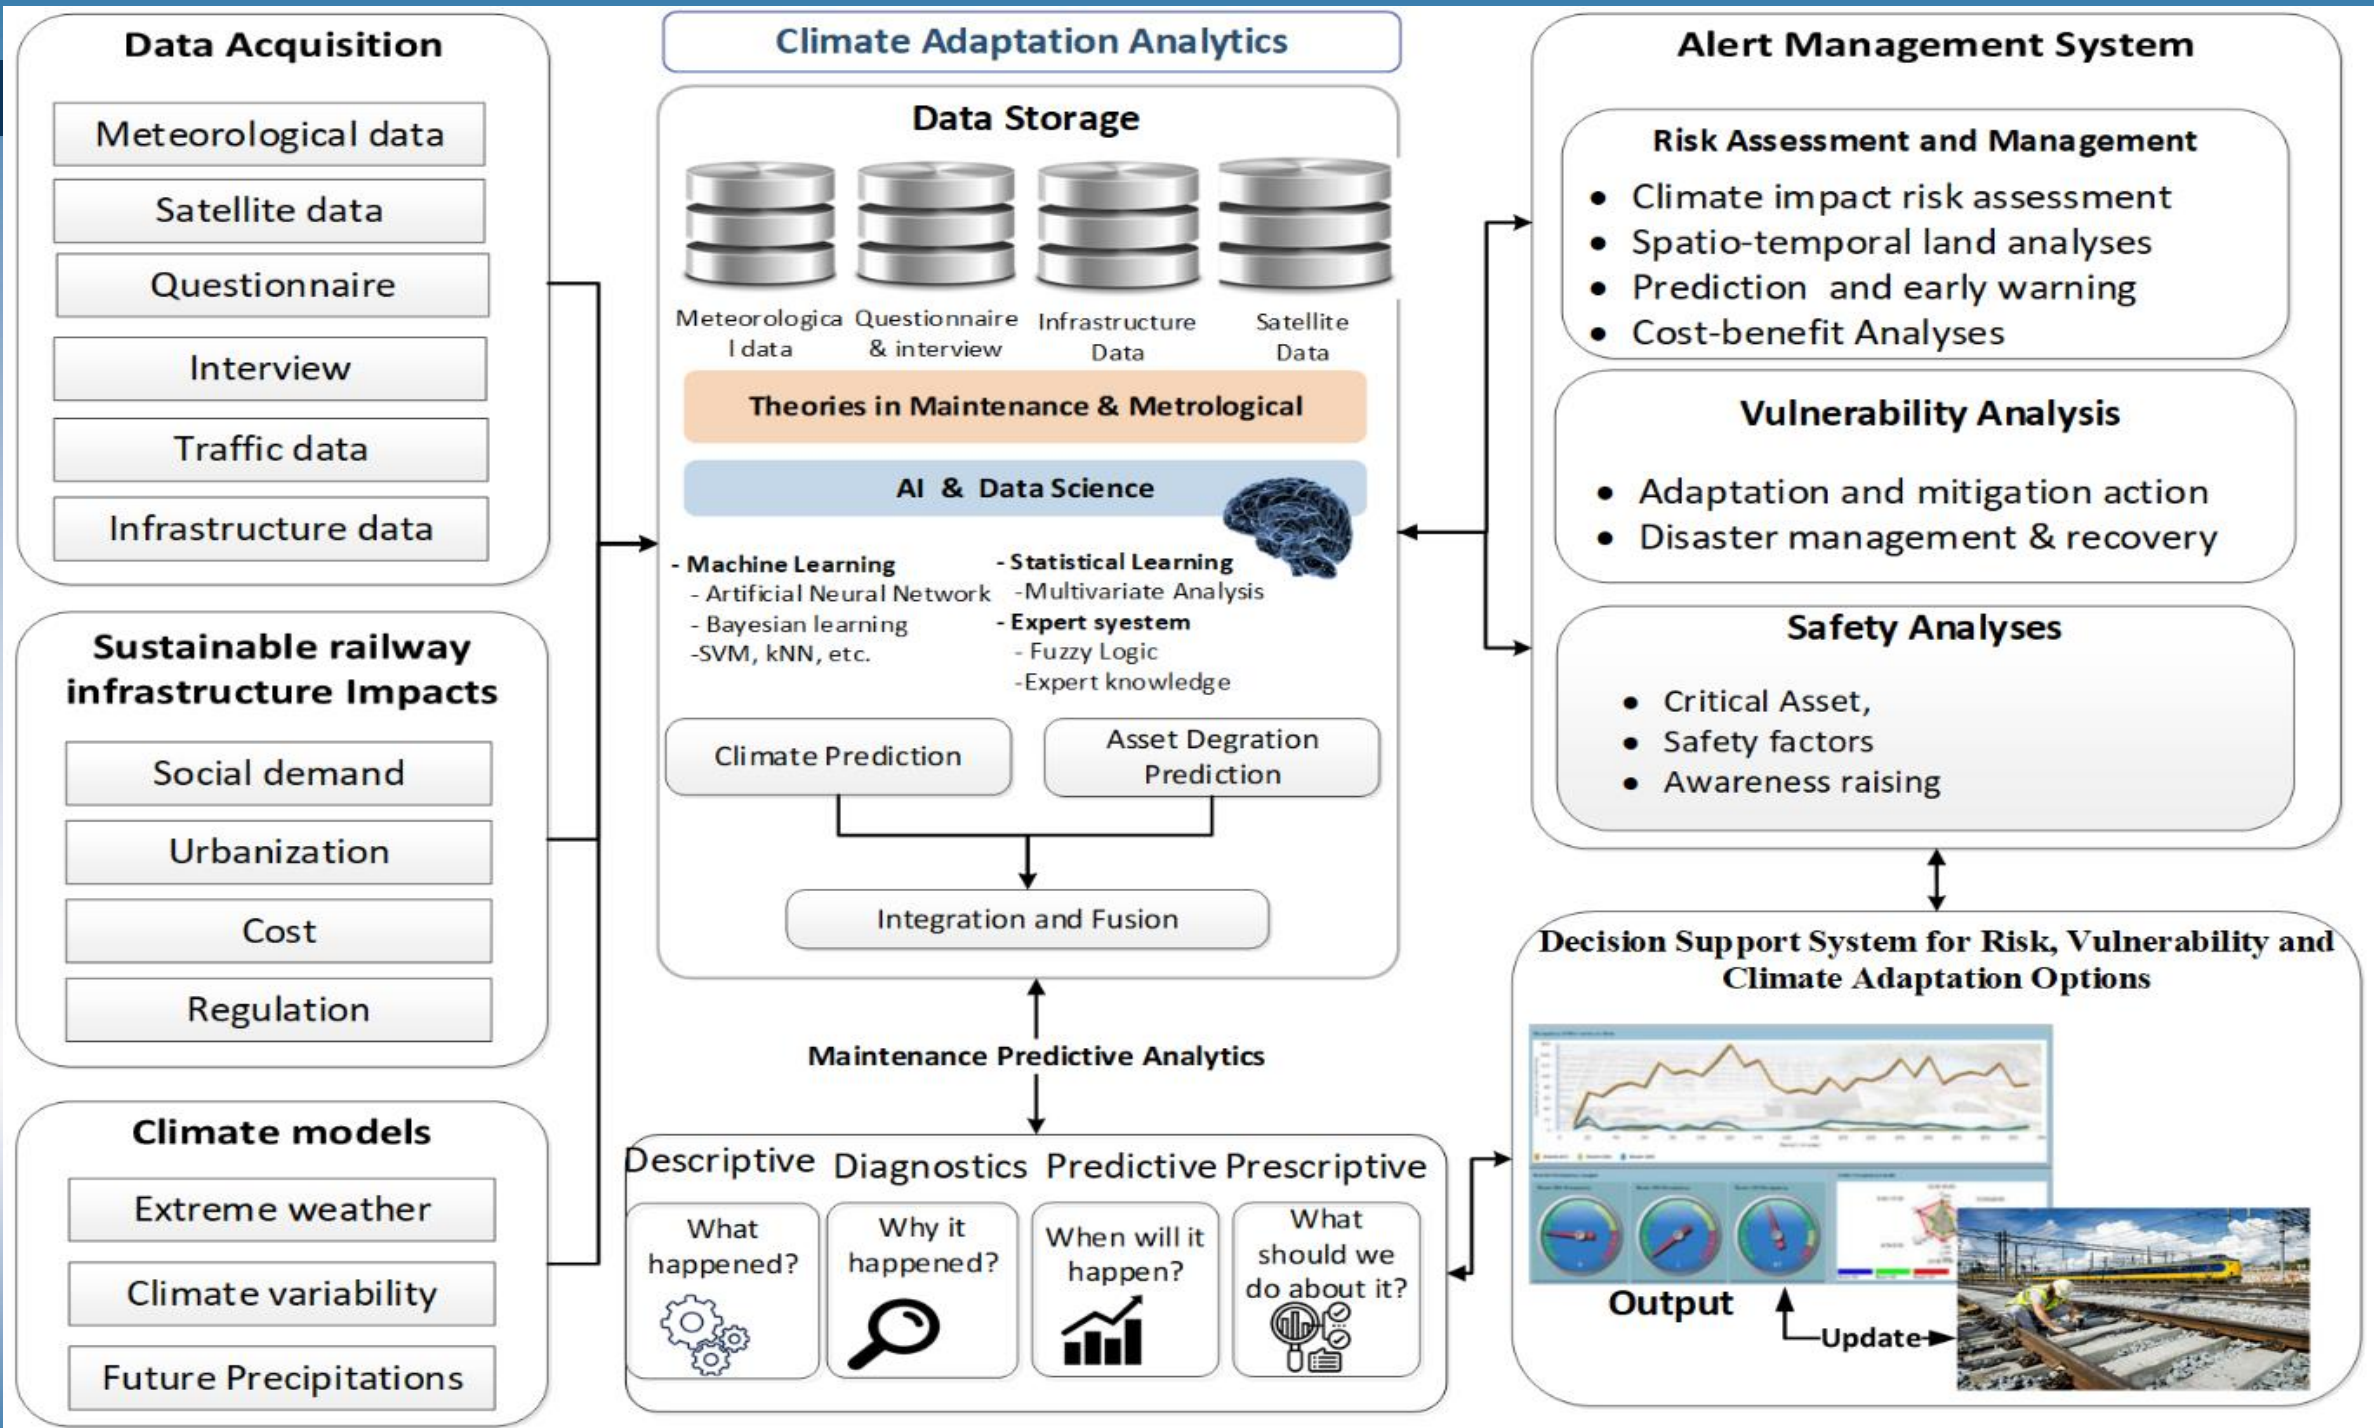 Data Acquisition
Meteorological data
Satellite data
Questionnaire
Interview
Traffic data
Infrastructure data
Sustainable railway
infrastructure Impacts
Social demand
Urbanization
Cost
Regulation
Climate models
Extreme weather
Climate variability
Future Precipitations
Climate Adaptation Analytics
Data Storage
Meteorologica
l data
Questionnaire
& interview
Infrastructure
Data
Satellite
Data
Theories in Maintenance & Metrological
AI & Data Science
- Machine Learning
- Artificial Neural Network
- Bayesian learning
-SVM, kNN, etc.
- Statistical Learning
-Multivariate Analysis
- Expert syestem
- Fuzzy Logic
-Expert knowledge
Climate Prediction
Asset Degration
Prediction
Integration and Fusion
Maintenance Predictive Analytics
Descriptive
What
happened?
Diagnostics
Why it
happened?
Predictive
When will it
happen?
Prescriptive
What
should we
do about it?
Alert Management System
Risk Assessment and Management
• Climate impact risk assessment
• Spatio-temporal land analyses
• Prediction and early warning
• Cost-benefit Analyses
Vulnerability Analysis
• Adaptation and mitigation action
• Disaster management & recovery
Safety Analyses
• Critical Asset,
• Safety factors
• Awareness raising
Decision Support System for Risk, Vulnerability and
Climate Adaptation Options
Output
Update